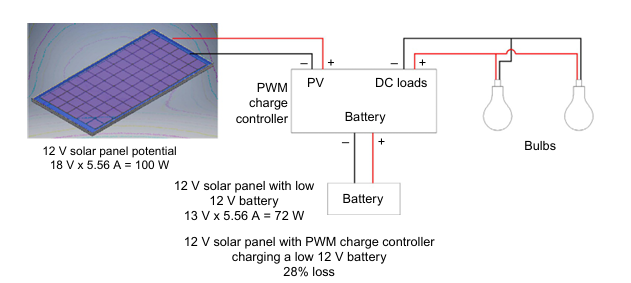 – +
PV
– +
DC loads
PWM
charge
controller
Battery
– +
Battery
Bulbs
12 V solar panel potential
18 V x 5.56 A = 100 W
12 V solar panel with low
12 V battery
13 V x 5.56 A = 72 W
12 V solar panel with PWM charge controller
charging a low 12 V battery
28% loss